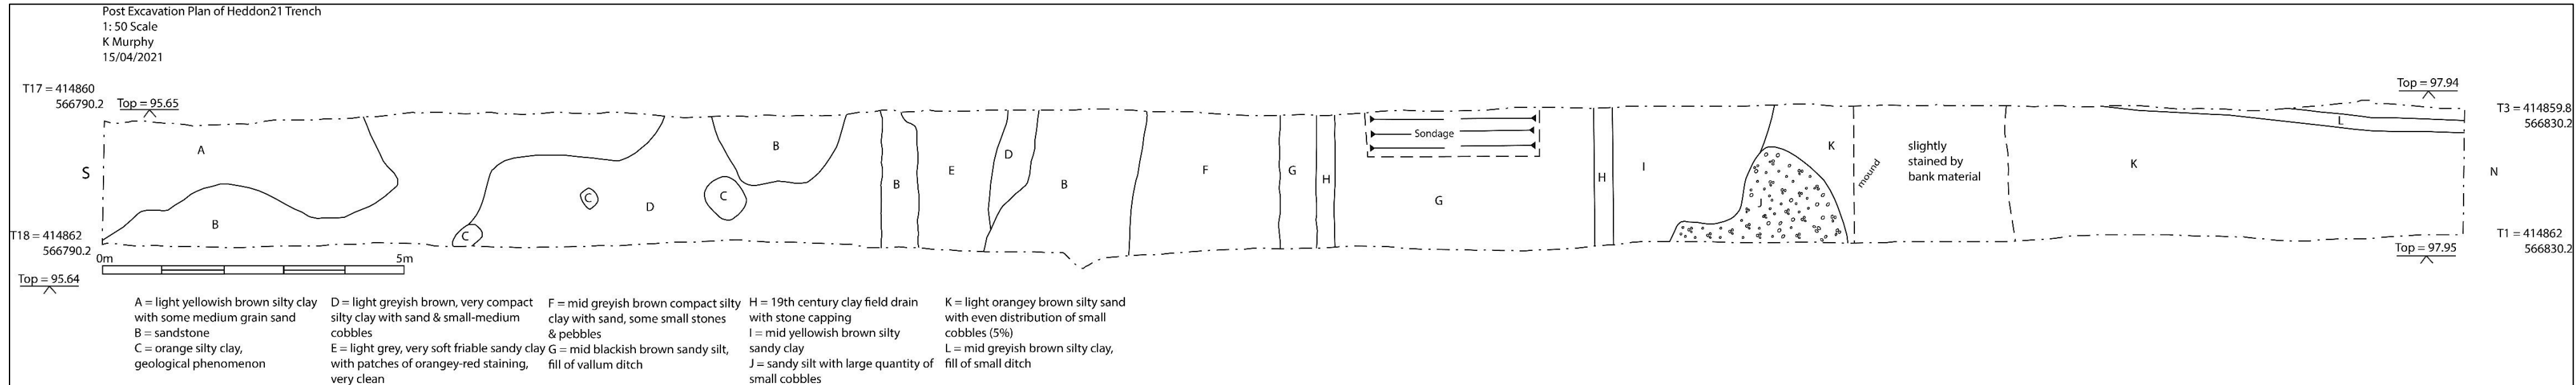 Post Excavation Plan of Heddon21 Trench
1: 50 Scale
K Murphy
15/04/2021
T17 = 414860
566790.2
Top = 95.65
Top = 97.94
T3 = 414859.8
566830.2
S
A
B
C
C
D
C
B
B
E
D
B
F
G
H
Sondage
G
H
I
J
K
mound
slightly
stained by
bank material
K
L
N
T18 = 414862
566790.2
Top = 95.64
0m
5m
T1 = 414862
566830.2
Top = 97.95
A = light yellowish brown silty clay
with some medium grain sand
B = sandstone
C = orange silty clay,
geological phenomenon
D = light greyish brown, very compact
silty clay with sand & small-medium
cobbles
E = light grey, very soft friable sandy clay
with patches of orangey-red staining,
very clean
F = mid greyish brown compact silty
clay with sand, some small stones
& pebbles
G = mid blackish brown sandy silt,
fill of vallum ditch
H = 19th century clay field drain
with stone capping
I = mid yellowish brown silty
sandy clay
J = sandy silt with large quantity of
small cobbles
K = light orangey brown silty sand
with even distribution of small
cobbles (5%)
L = mid greyish brown silty clay,
fill of small ditch